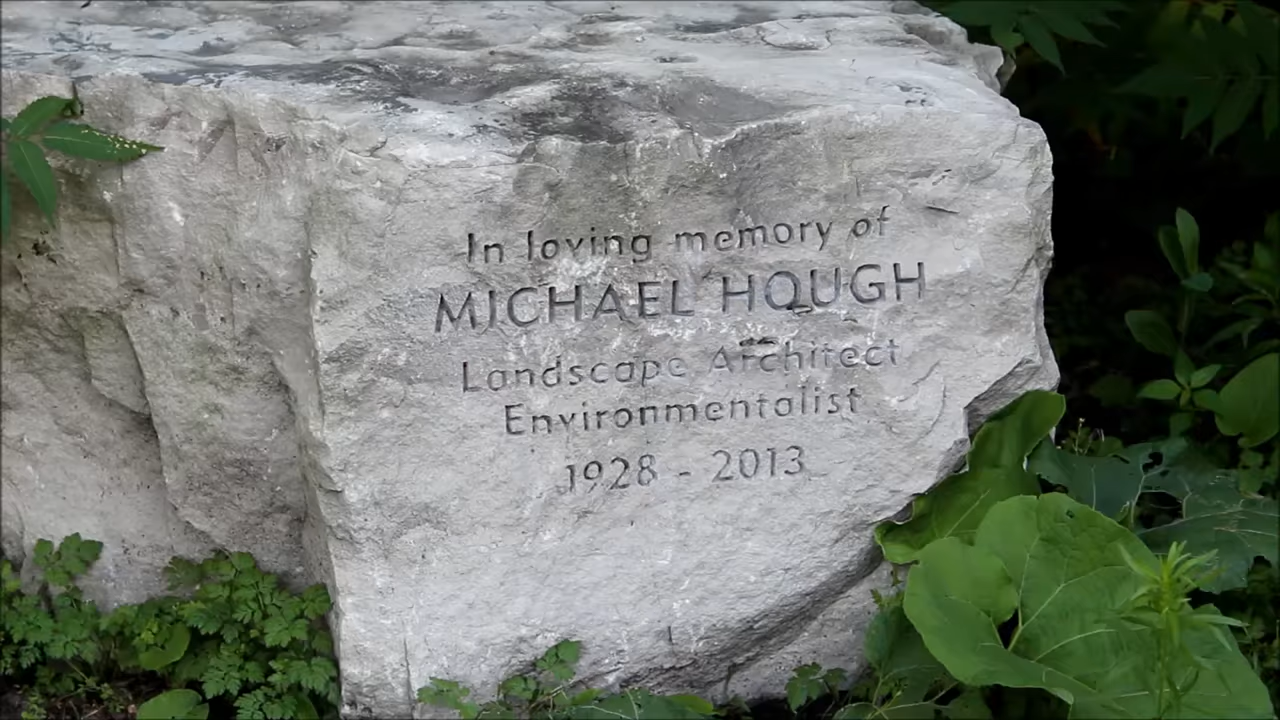 In loving memory of
MICHAEL HOUGH
Landscape Architect
Environmentalist
1928 - 2013